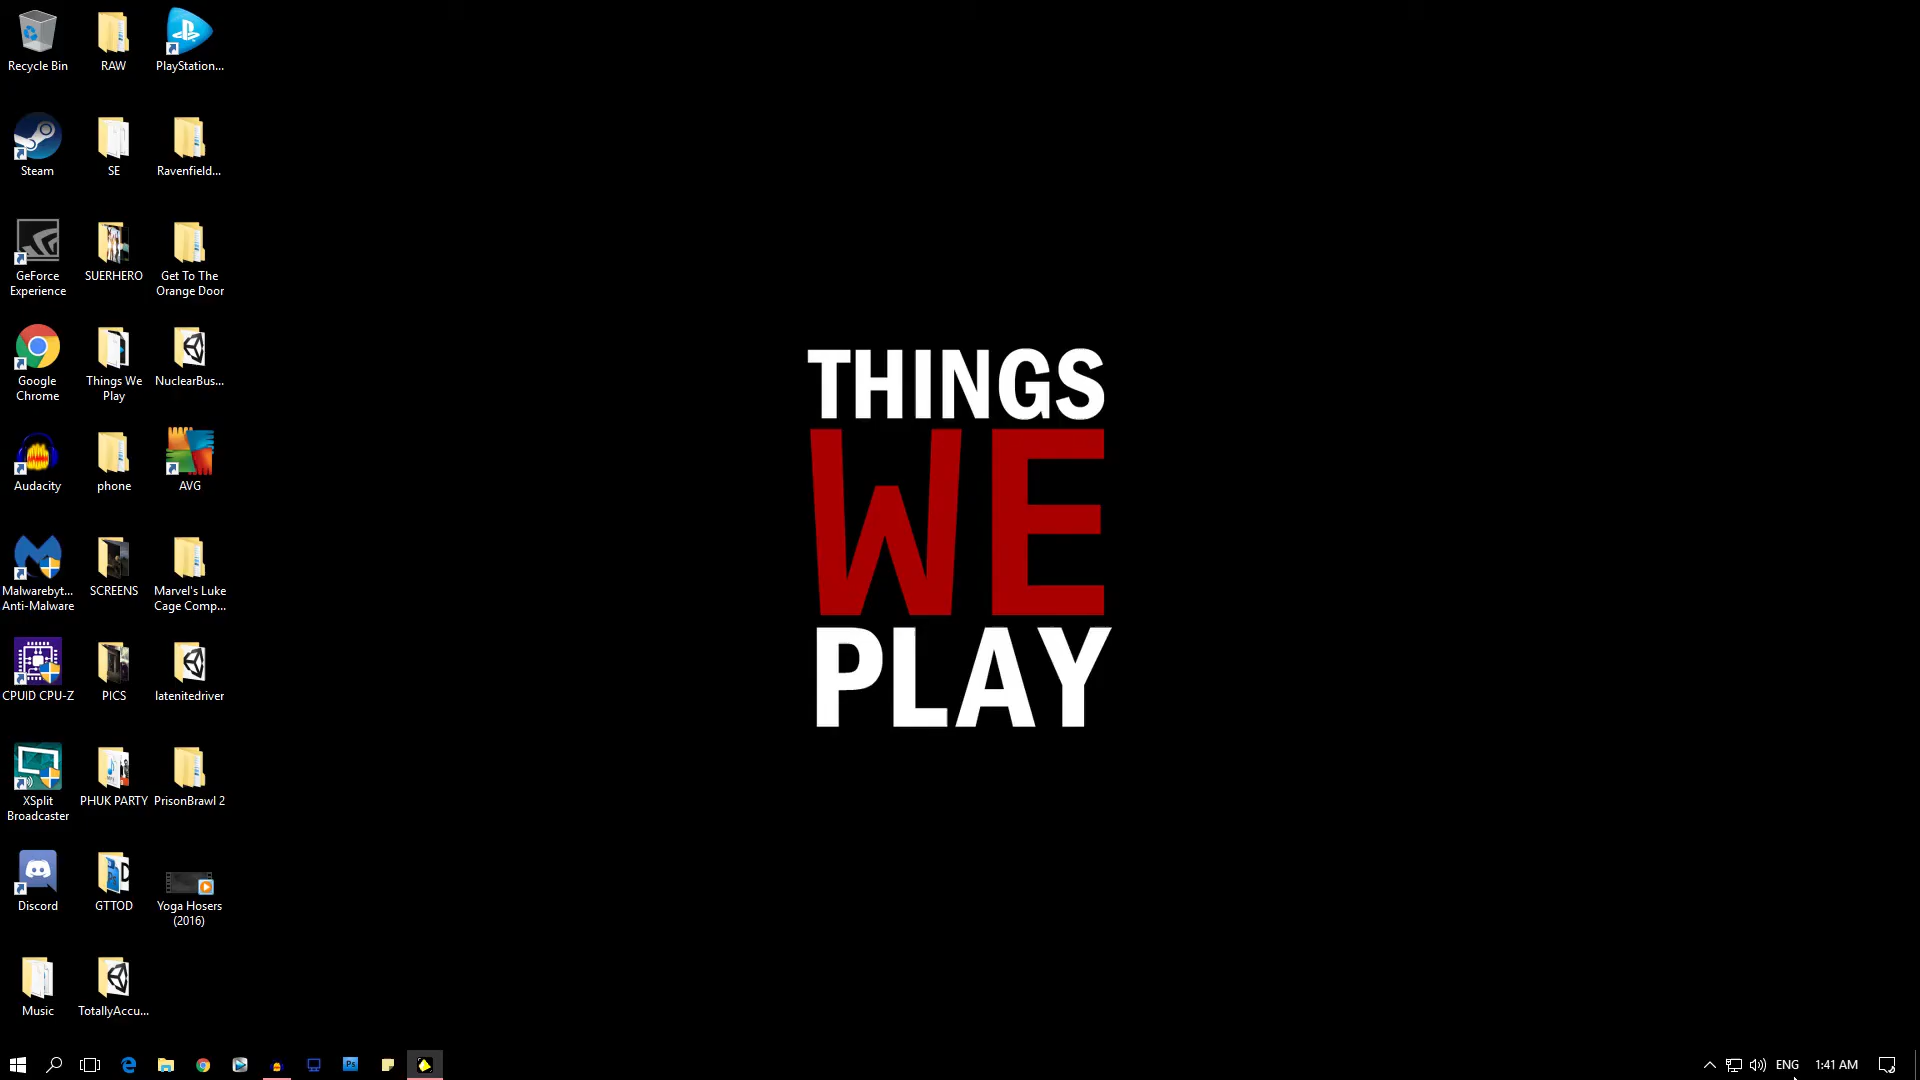 Recycle Bin
RAW
PlayStation...
Steam
SE
Ravenfield...
GeForce
Experience
SUERHERO
Get To The
Orange Door
Google
Chrome
Things We
Play
NuclearBus...
Audacity
phone
AVG
Malwarebyt...
Anti-Malware
SCREENS
Marvel's Luke
Cage Comp...
CPUID CPU-Z
PICS
latenitedriver
XSplit
Broadcaster
PHUK PARTY
PrisonBrawl 2
Discord
GTTOD
Yoga Hosers
(2016)
Music
TotallyAccu...
THINGS
WE
PLAY
Ps
ENG
1:41 AM